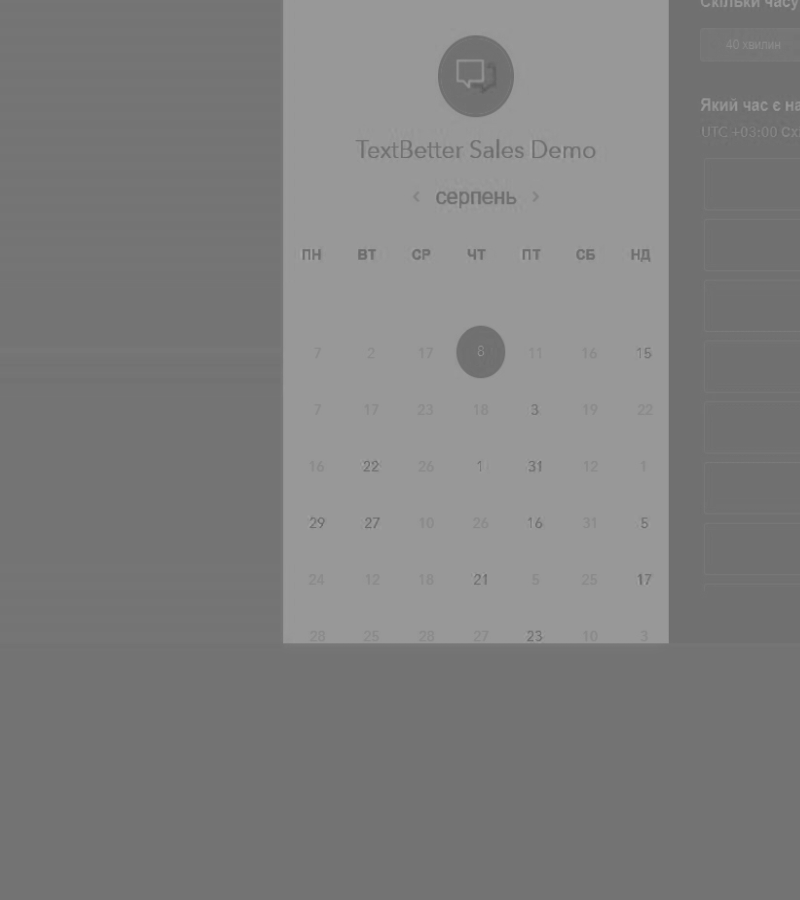 Скільки часу
40 хвилин
Який час є на
UTC +03:00 Сх
TextBetter Sales Demo
‹ серпень ›
ПН ВТ СР ЧТ ПТ СБ НД
7 2 17 8 11 16 15
7 17 23 18 3 19 22
16 22 26 1 31 12 1
29 27 10 26 16 31 5
24 12 18 21 5 25 17
28 25 28 27 23 10 3